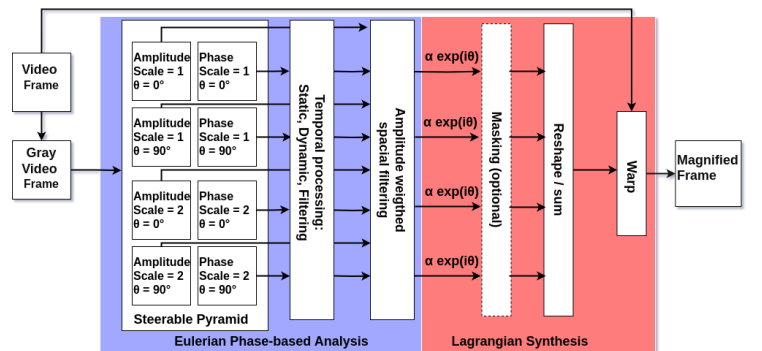 Video
Frame
Gray
Video
Frame
Amplitude
Scale = 1
θ = 0°
Phase
Scale = 1
θ = 0°
Amplitude
Scale = 1
θ = 90°
Phase
Scale = 1
θ = 90°
Amplitude
Scale = 2
θ = 0°
Phase
Scale = 2
θ = 0°
Amplitude
Scale = 2
θ = 90°
Phase
Scale = 2
θ = 90°
Steerable Pyramid
Temporal processing:
Static, Dynamic, Filtering
Amplitude weigthed
spacial filtering
Eulerian Phase-based Analysis
α exp(iθ)
α exp(iθ)
α exp(iθ)
α exp(iθ)
Masking (optional)
Reshape / sum
Warp
Lagrangian Synthesis
Magnified
Frame